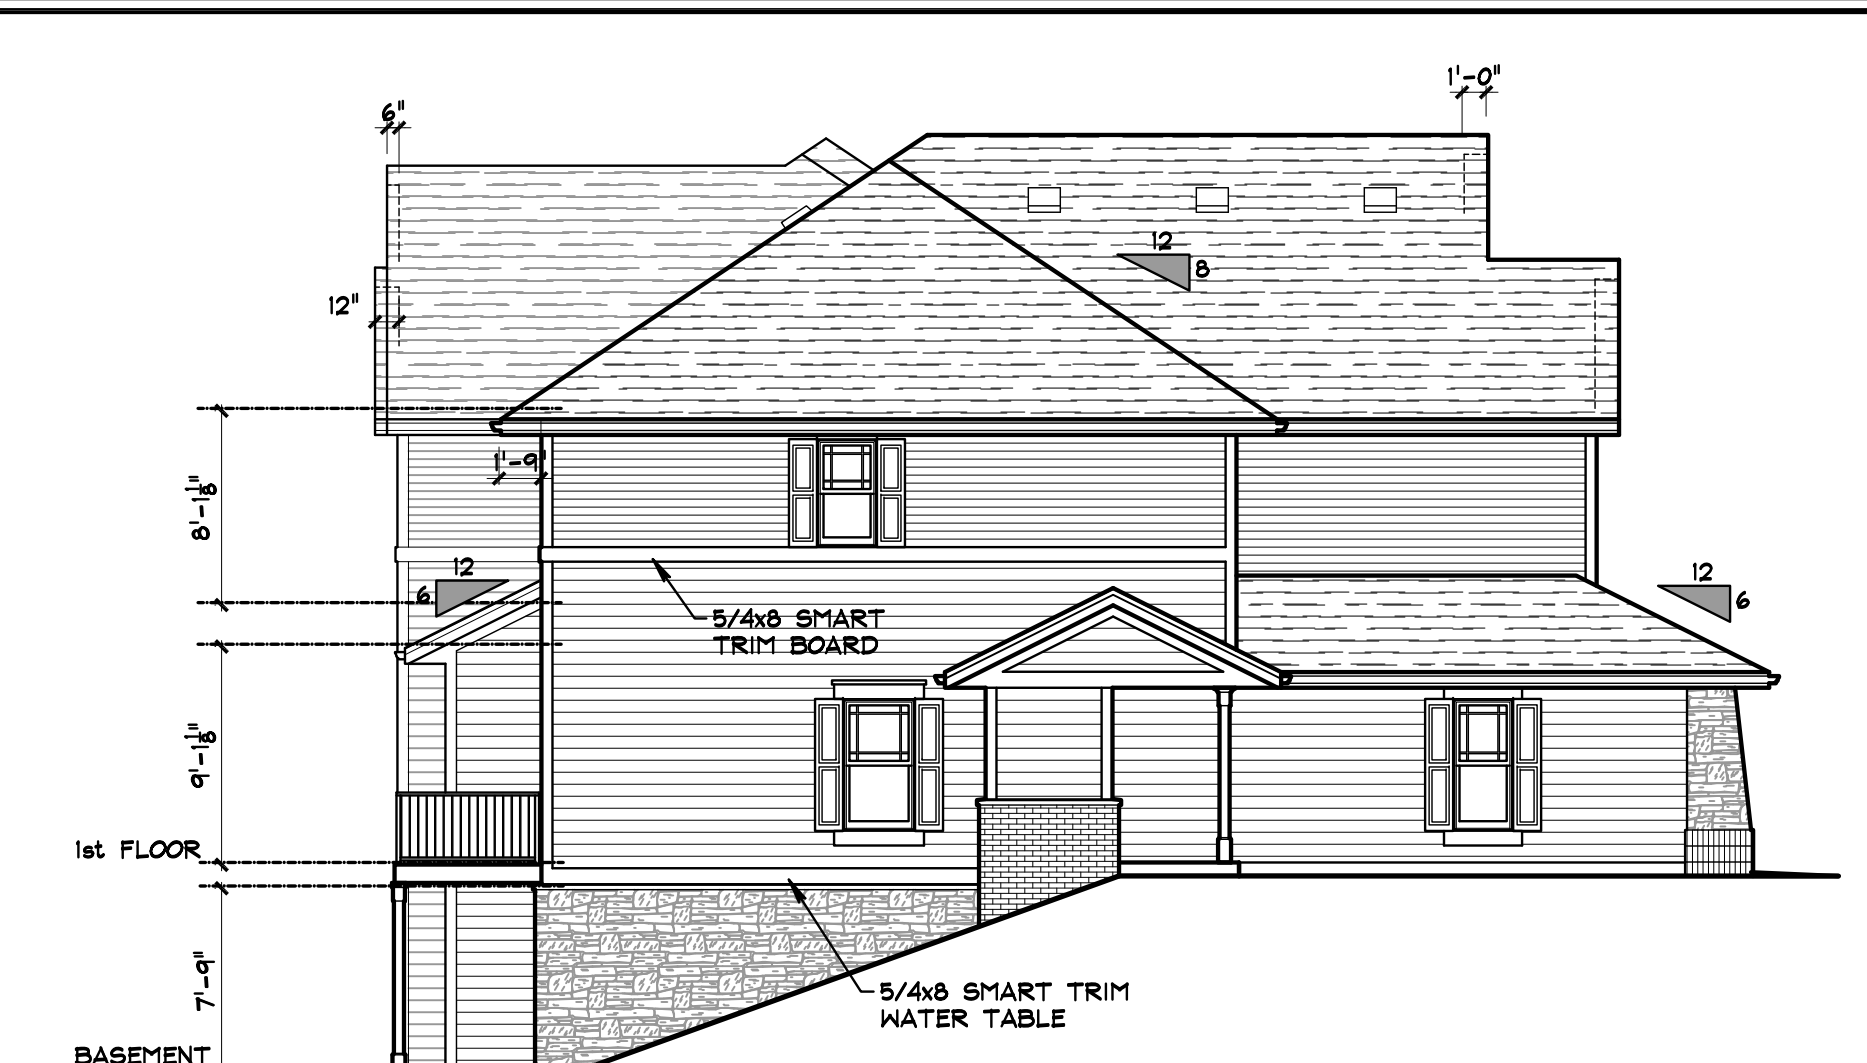 1'-0"
6"
12
8
12"
1'-9"
8'-1 1/8"
12
6
12
6
5/4x8 SMART
TRIM BOARD
9'-1 1/8"
1st FLOOR
7'-9"
5/4x8 SMART TRIM
WATER TABLE
BASEMENT